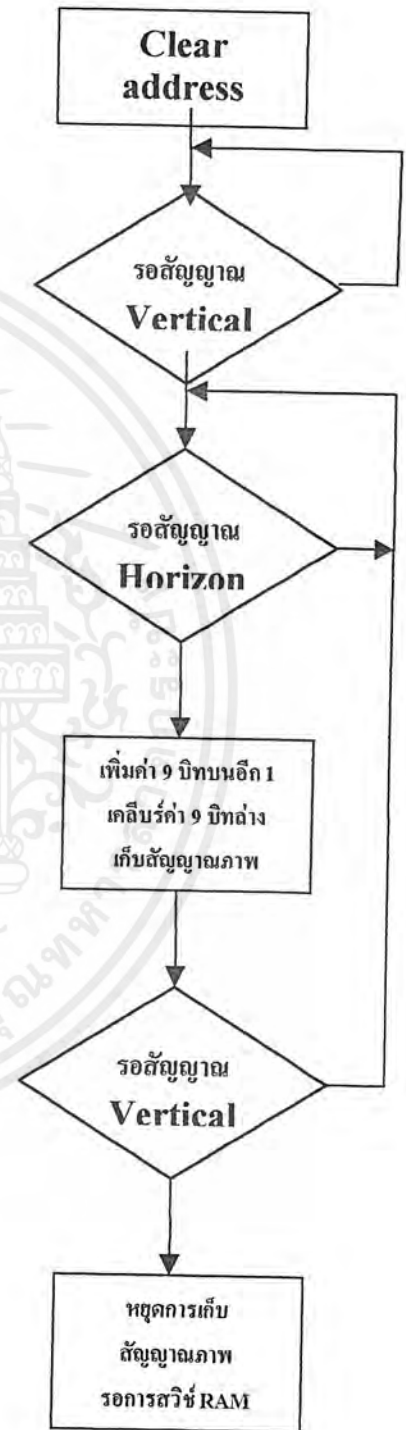 Clear
address
รอสัญญาณ
Vertical
รอสัญญาณ
Horizon
เพิ่มค่า 9 บิทบนอีก 1
เคลียร์ค่า 9 บิทล่าง
เก็บสัญญาณภาพ
รอสัญญาณ
Vertical
หยุดการเก็บ
สัญญาณภาพ
รอการสวิช์ RAM